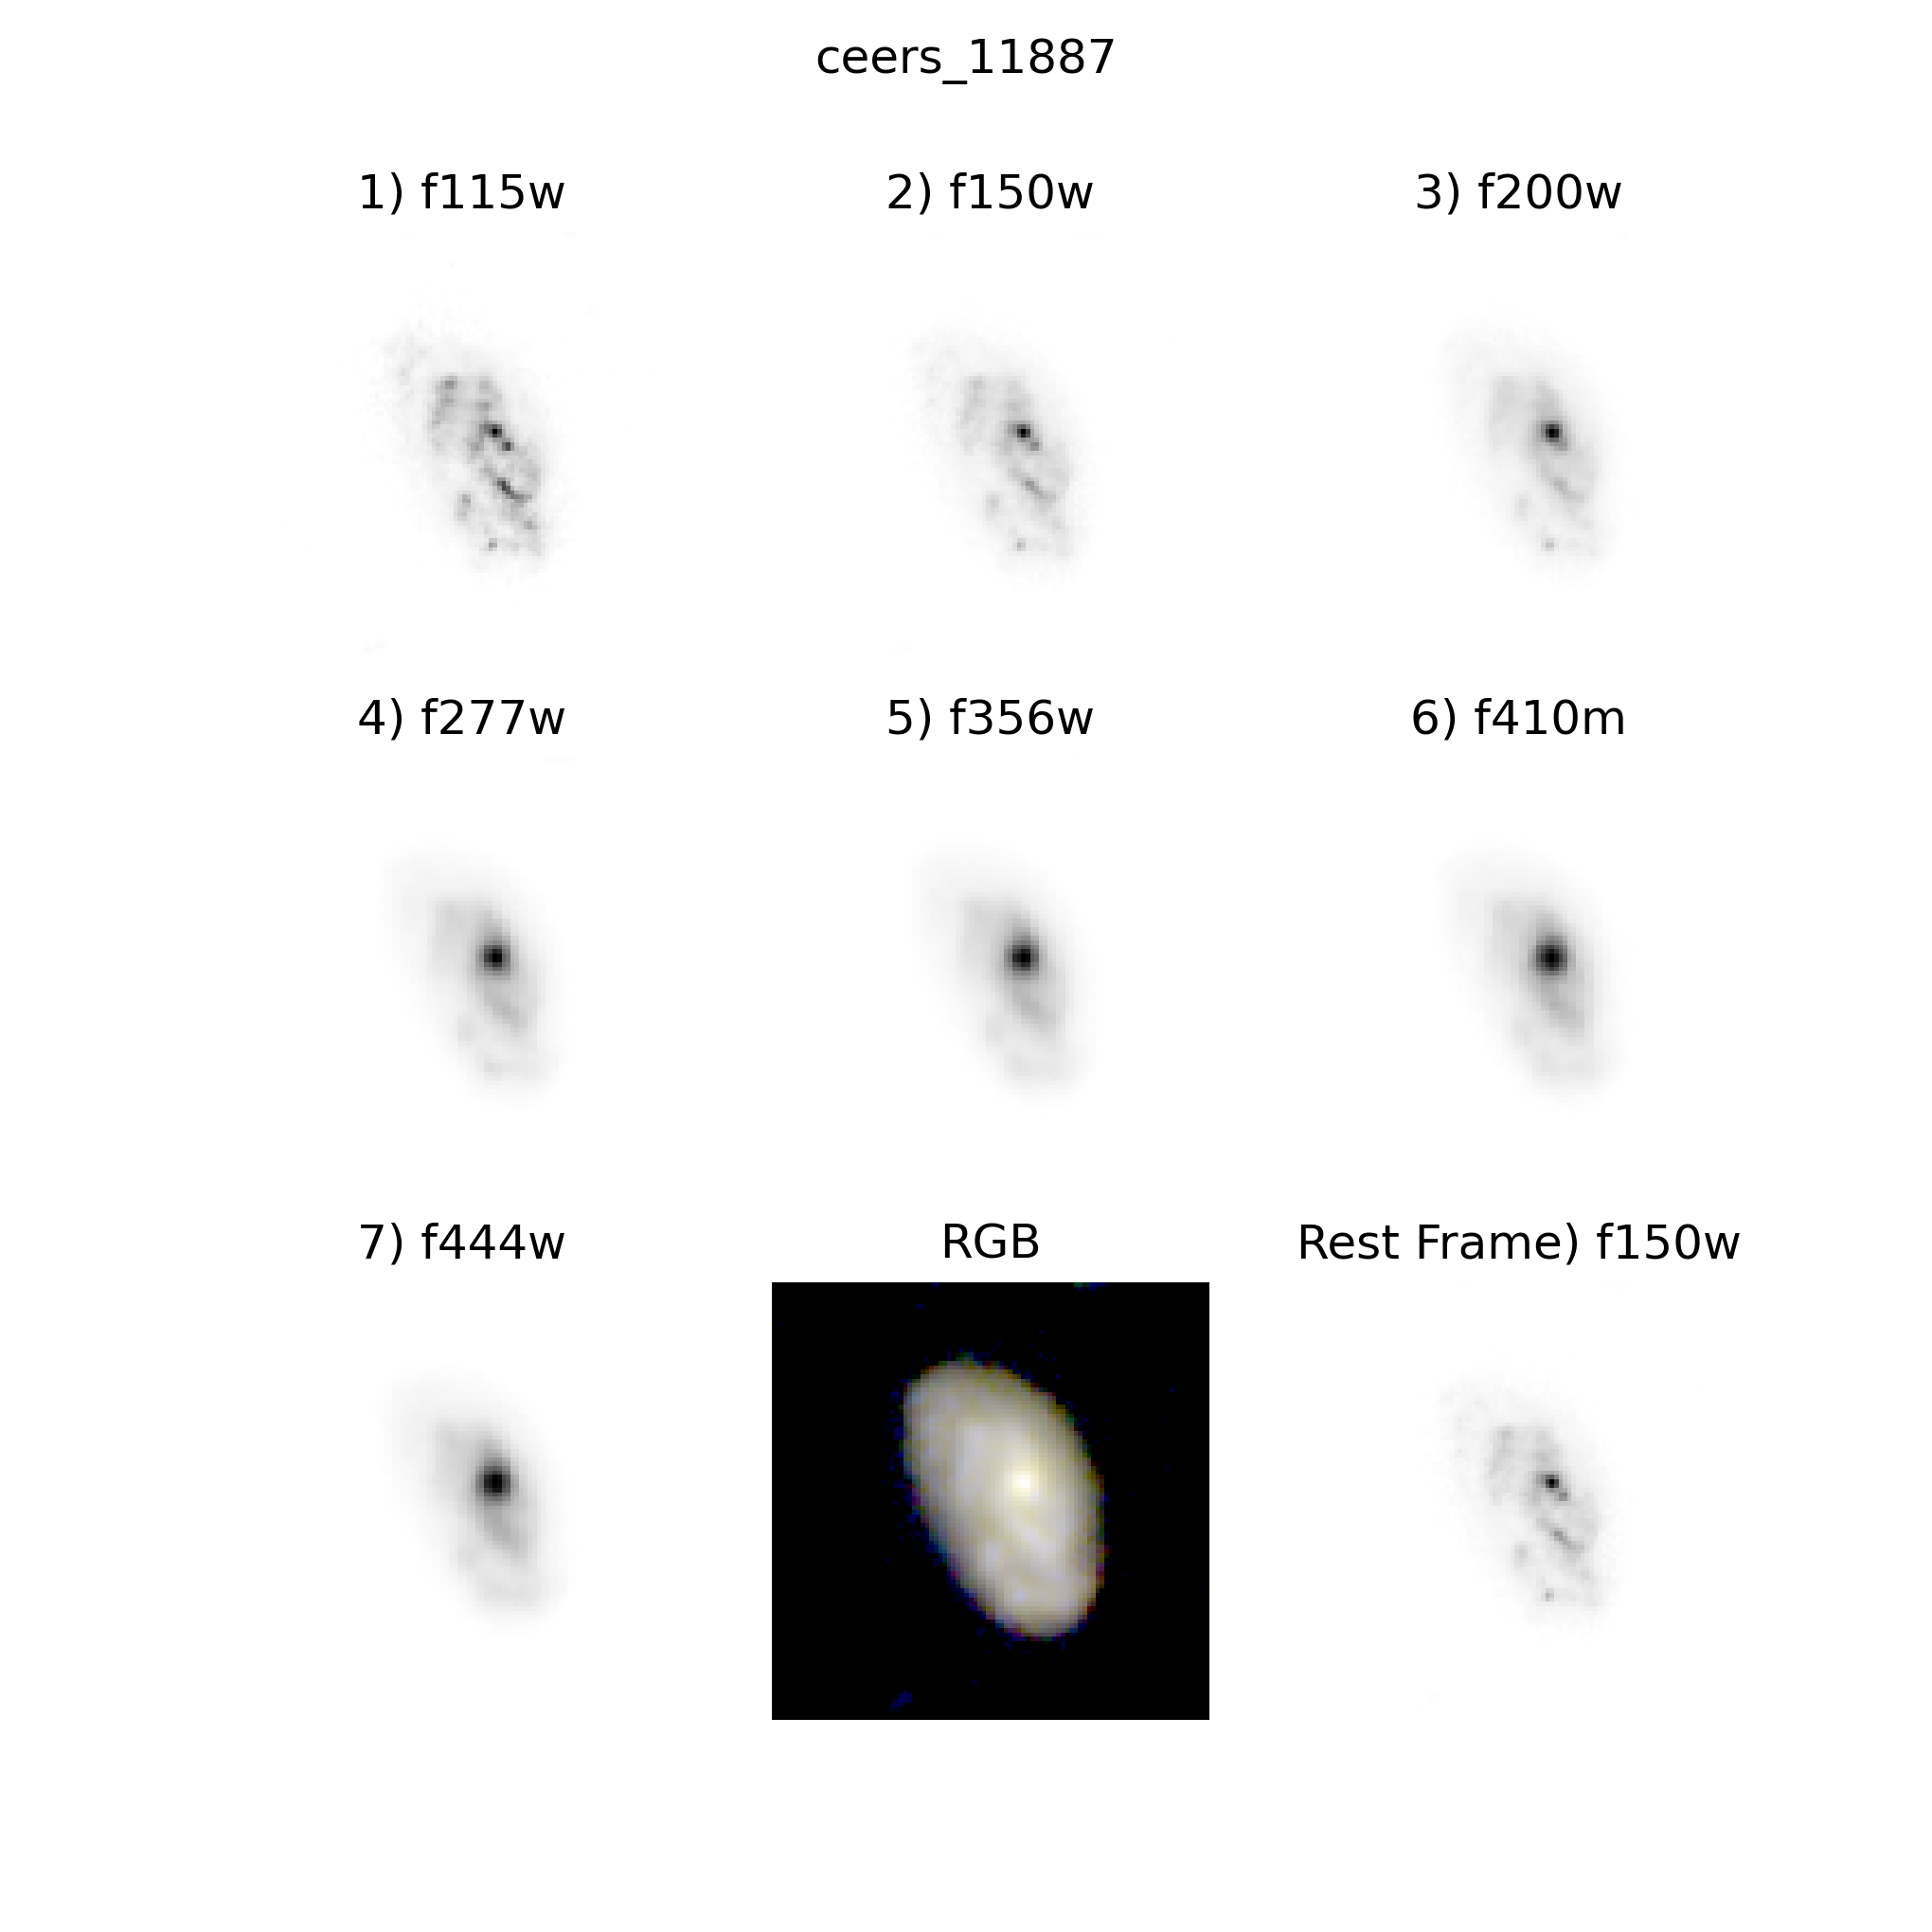 ceers_11887
1) f115w
2) f150w
3) f200w
4) f277w
5) f356w
6) f410m
7) f444w
RGB
Rest Frame) f150w